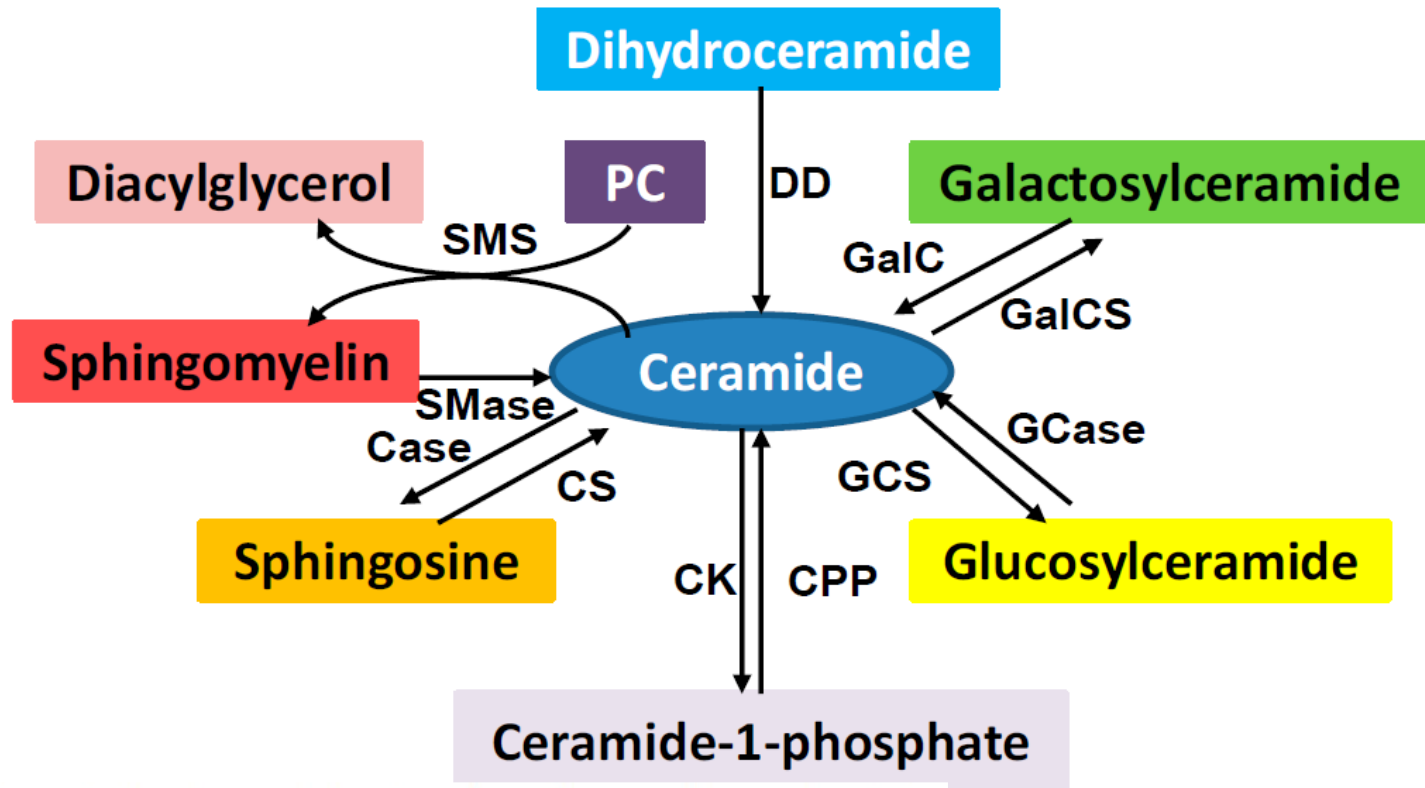 Dihydroceramide
Diacylglycerol
PC
DD
Galactosylceramide
SMS
GalC
GalCS
Sphingomyelin
Ceramide
SMase
Case
CS
GCase
GCS
Sphingosine
CK
CPP
Glucosylceramide
Ceramide-1-phosphate